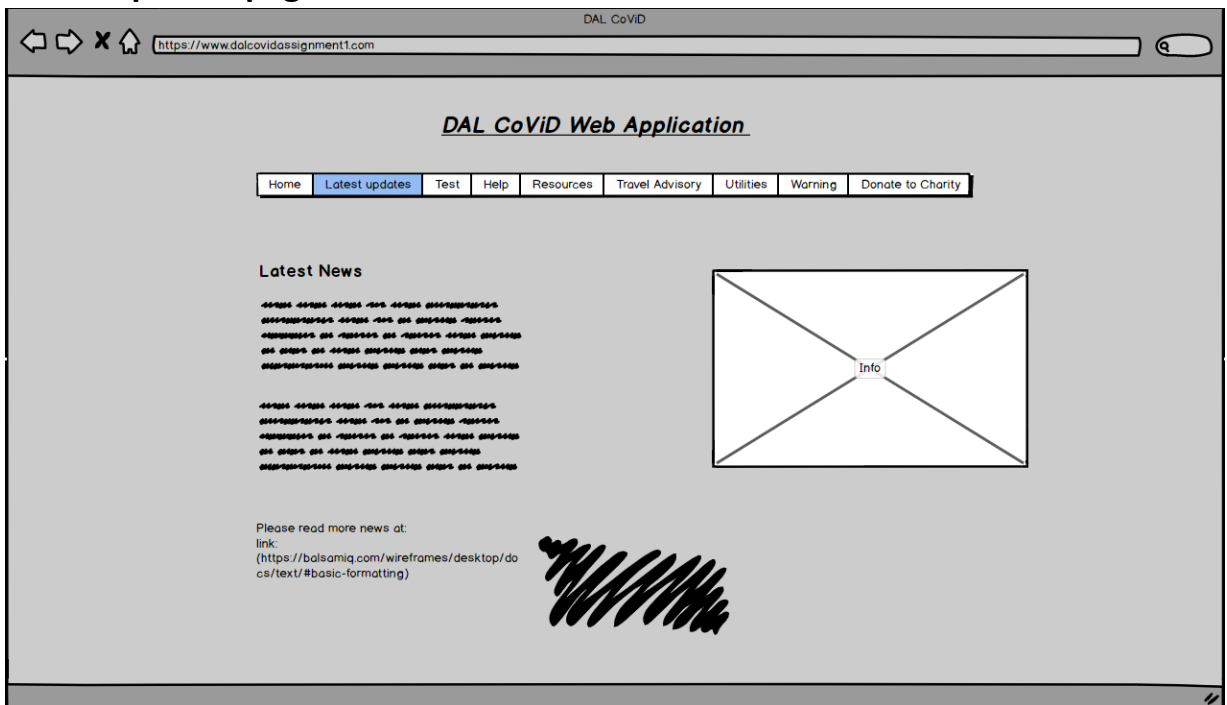 DAL CoViD
https://www.dalcovidassignment1.com
DAL CoViD Web Application
Home Latest updates Test Help Resources Travel Advisory Utilities Warning Donate to Charity
Latest News
Info
Please read more news at:
link:
(https://balsamiq.com/wireframes/desktop/do
cs/text/#basic-formatting)